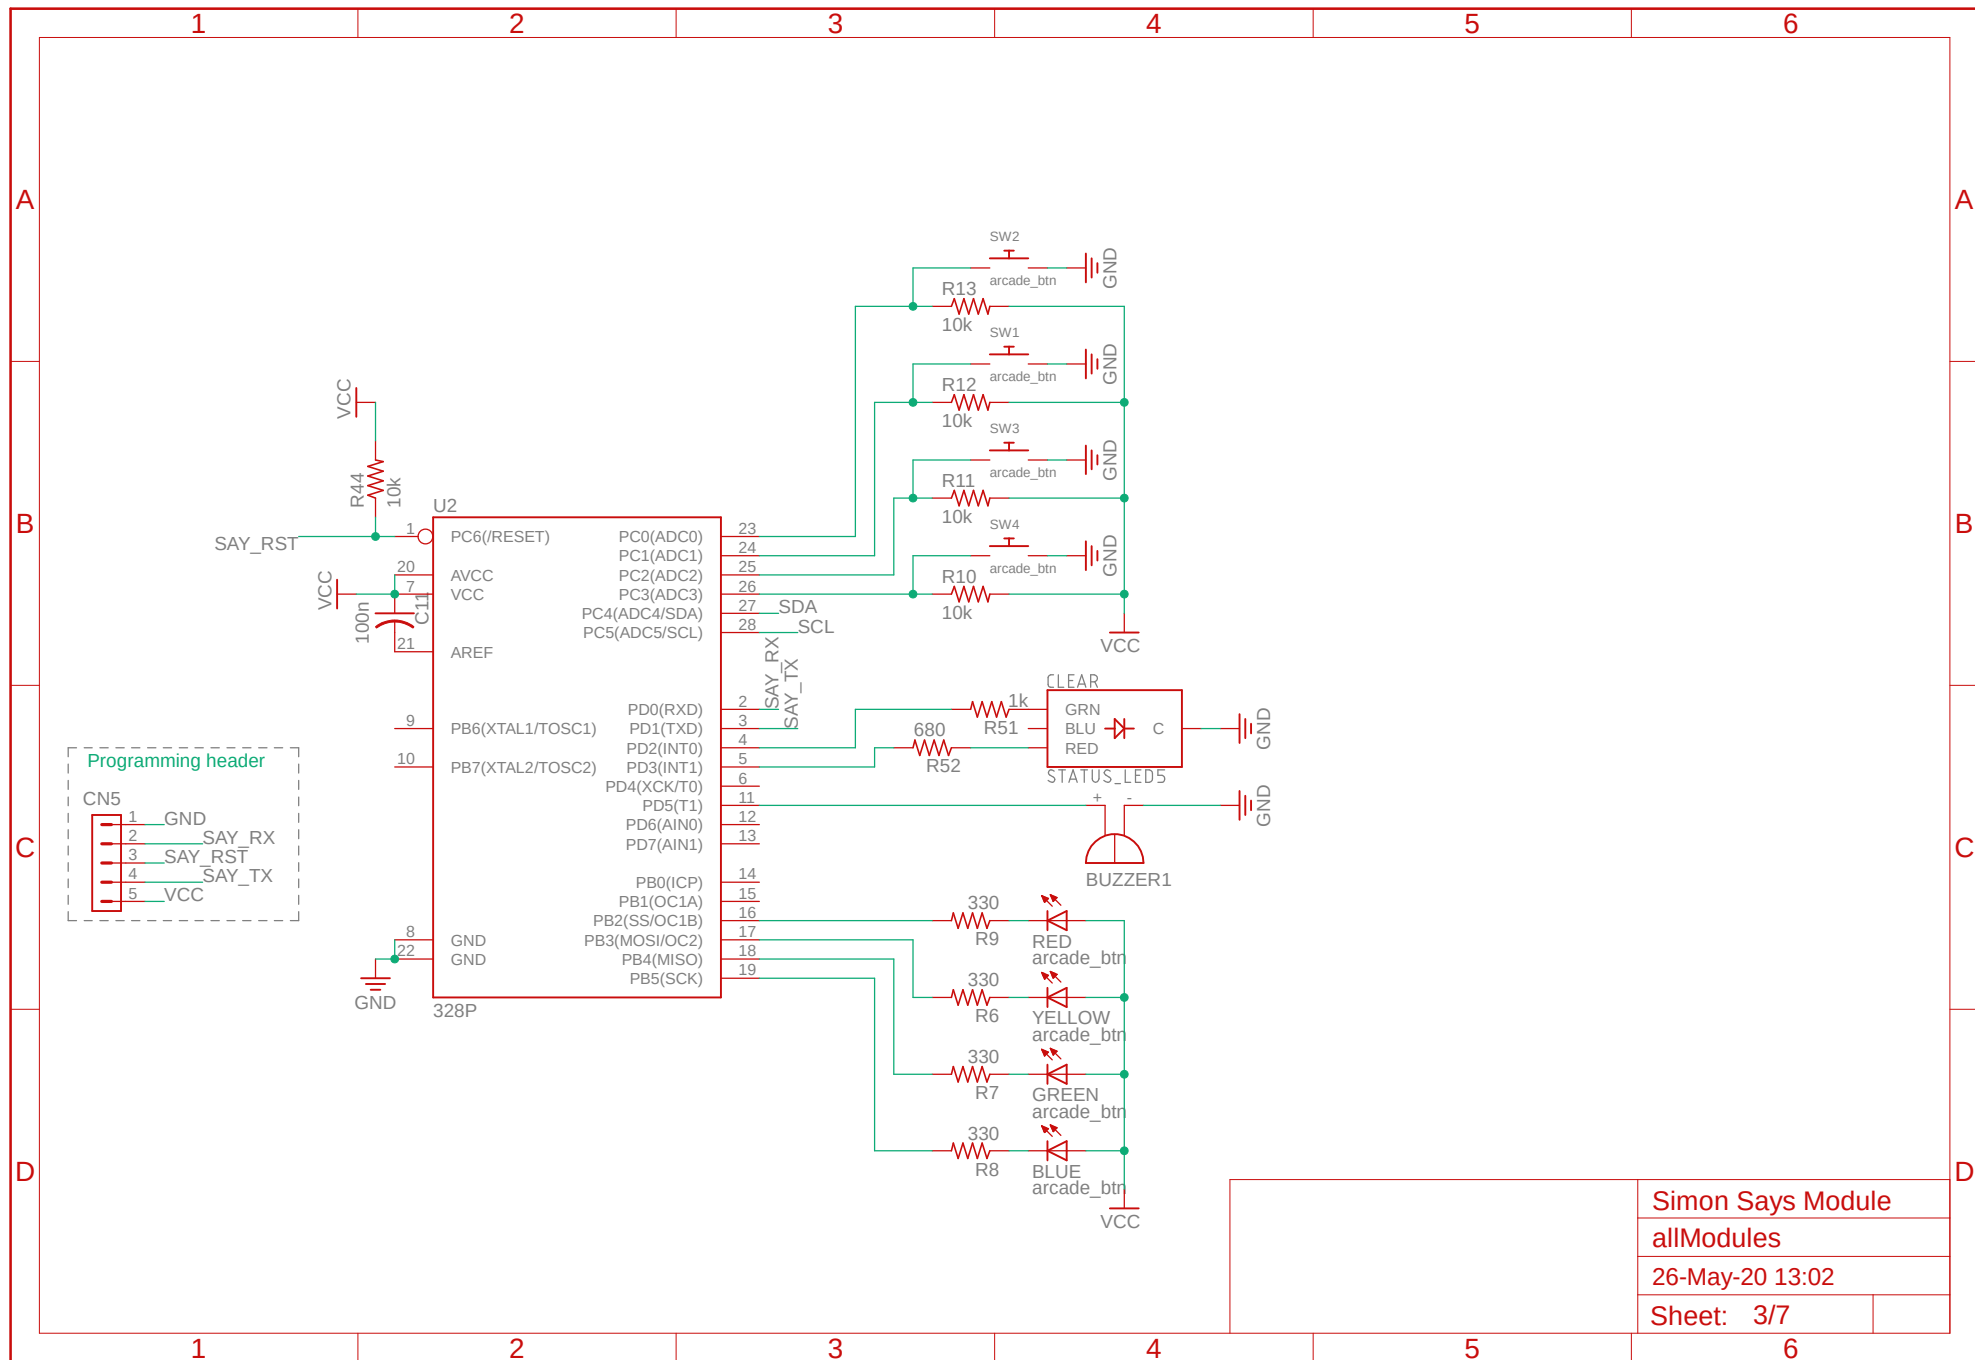 1 2 3 4 5 6
A A
SW2
GND
arcade_btn
R13
10k
SW1
GND
arcade_btn
R12
10k
SW3
GND
arcade_btn
R11
10k
SW4
GND
arcade_btn
R10
10k
VCC
VCC
R44
10k
B B
SAY_RST
U2
1 PC6(/RESET) PC0(ADC0) 23
PC1(ADC1) 24
20 AVCC PC2(ADC2) 25
VCC
7 VCC PC3(ADC3) 26
100n
C11
PC4(ADC4/SDA) 27 SDA
PC5(ADC5/SCL) 28 SCL
21 AREF
SAY_RX
SAY_TX
PD0(RXD) 2
9 PB6(XTAL1/TOSC1) PD1(TXD) 3
PD2(INT0) 4
10 PB7(XTAL2/TOSC2) PD3(INT1) 5
PD4(XCK/T0) 6
PD5(T1) 11
PD6(AIN0) 12
PD7(AIN1) 13
PB0(ICP) 14
PB1(OC1A) 15
PB2(SS/OC1B) 16
8 GND PB3(MOSI/OC2) 17
22 GND PB4(MISO) 18
PB5(SCK) 19
GND
328P
CLEAR
1k
R51
680
R52
GRN
BLU C
RED
STATUS_LED5
GND
+ -
GND
BUZZER1
Programming header
CN5
1 GND
2 SAY_RX
3 SAY_RST
4 SAY_TX
5 VCC
C C
330
R9
RED
arcade_btn
330
R6
YELLOW
arcade_btn
330
R7
GREEN
arcade_btn
330
R8
BLUE
arcade_btn
VCC
D D
Simon Says Module
allModules
26-May-20 13:02
Sheet: 3/7
1 2 3 4 5 6